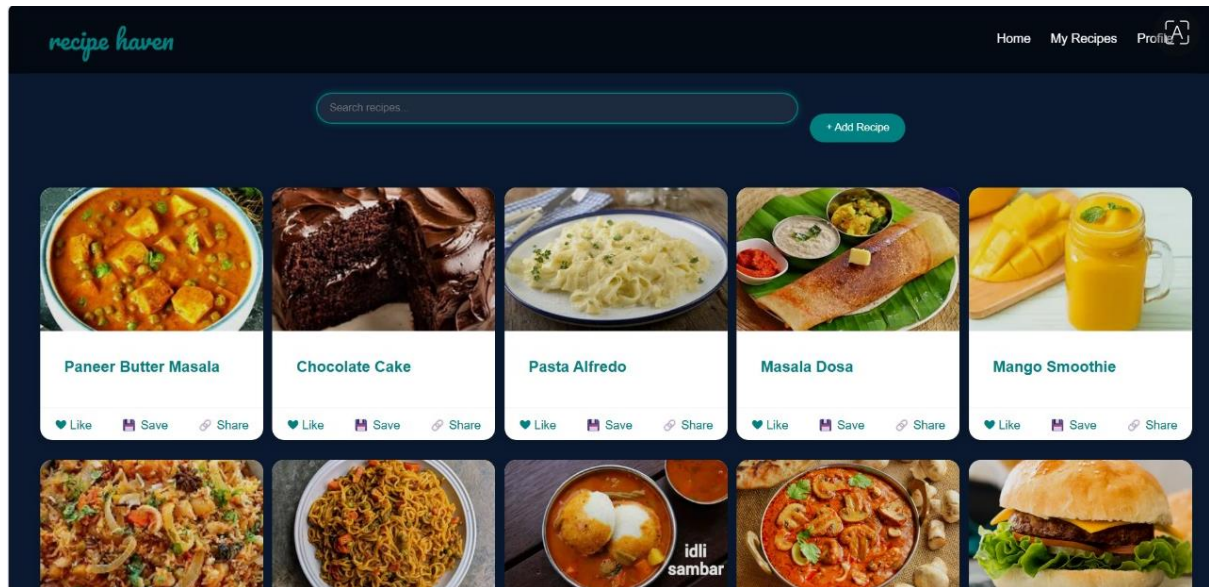 recipe haven
Home My Recipes Profile
Search recipes...
+ Add Recipe
Paneer Butter Masala Chocolate Cake Pasta Alfredo Masala Dosa Mango Smoothie
Like Save Share Like Save Share Like Save Share Like Save Share Like Save Share
idli
sambar